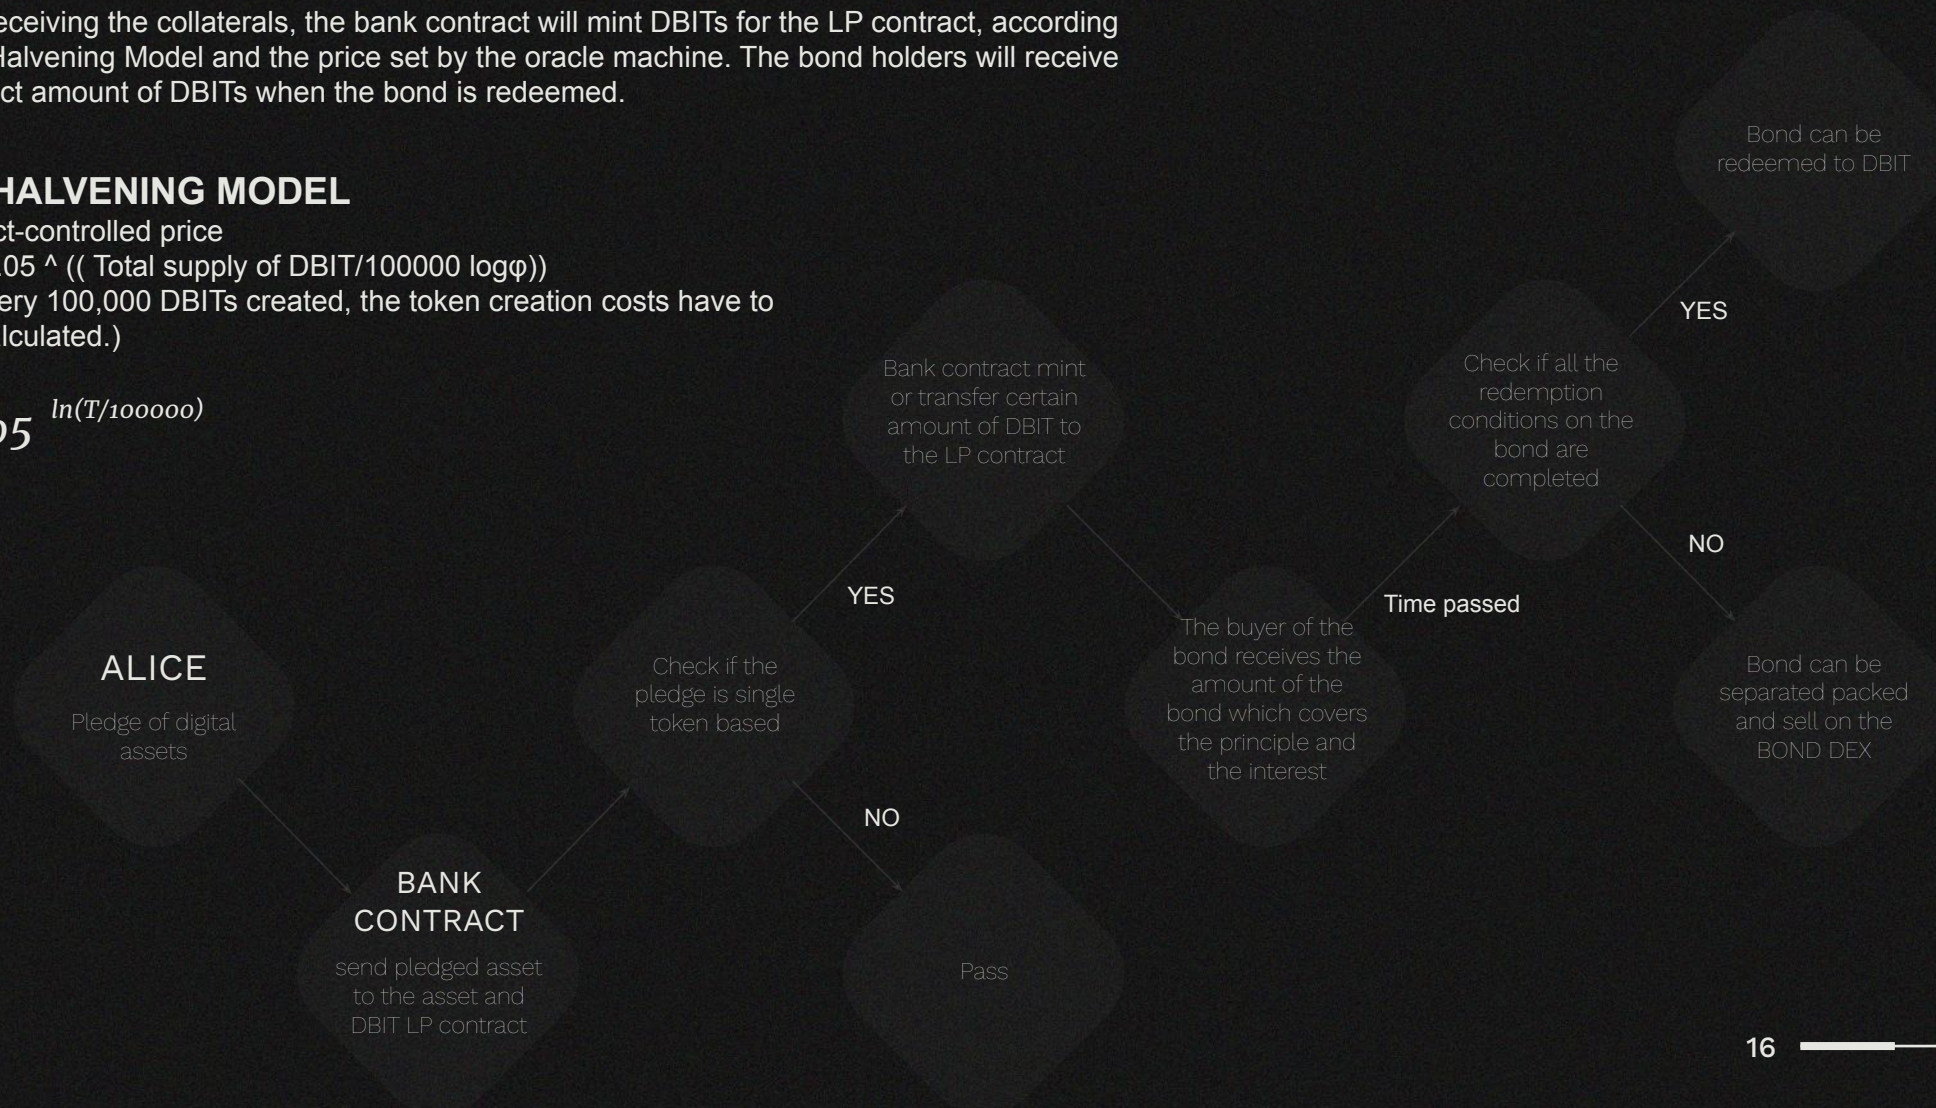 eceiving the collaterals, the bank contract will mint DBITs for the LP contract, according
Halvening Model and the price set by the oracle machine. The bond holders will receive
ct amount of DBITs when the bond is redeemed.
HALVENING MODEL
ct-controlled price
.05 ^ (( Total supply of DBIT/100000 logφ))
ery 100,000 DBITs created, the token creation costs have to
lculated.)
05 ln(T/100000)
ALICE
Pledge of digital
assets
BANK
CONTRACT
send pledged asset
to the asset and
DBIT LP contract
Check if the
pledge is single
token based
YES
NO
Bank contract mint
or transfer certain
amount of DBIT to
the LP contract
Pass
The buyer of the
bond receives the
amount of the
bond which covers
the principle and
the interest
Time passed
Check if all the
redemption
conditions on the
bond are
completed
YES
NO
Bond can be
redeemed to DBIT
Bond can be
separated packed
and sell on the
BOND DEX
16